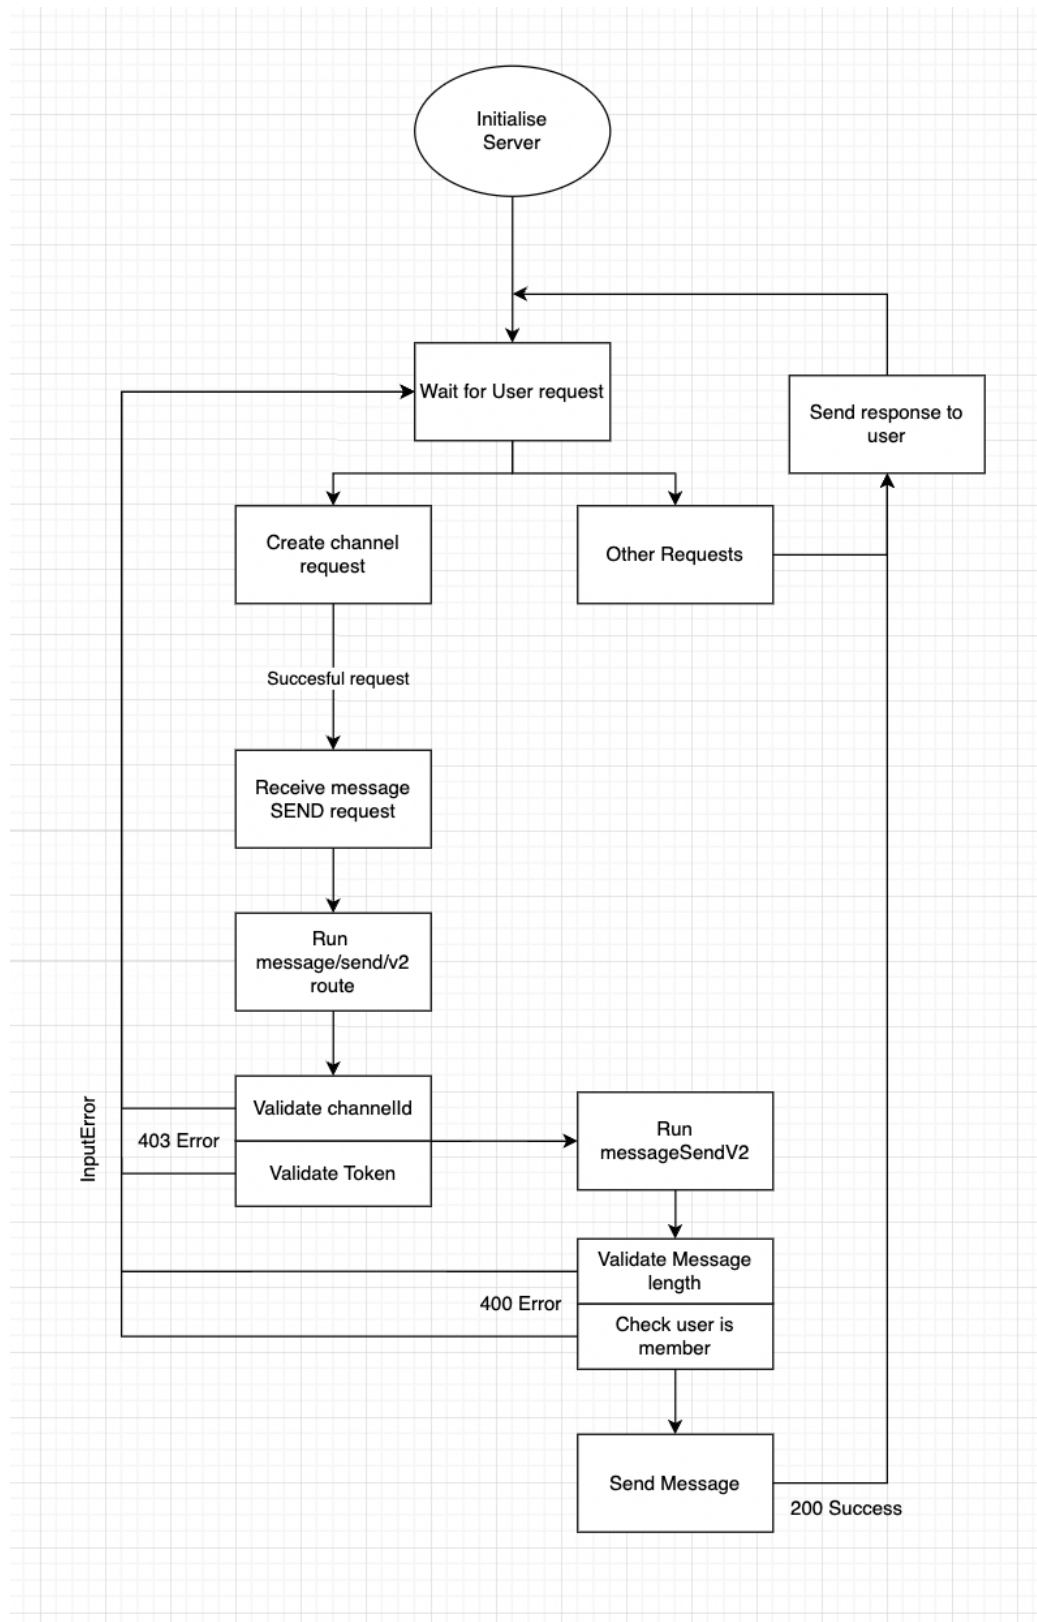 Initialise
Server
Wait for User request
Send response to
user
Create channel
request
Other Requests
Succesful request
Receive message
SEND request
Run
message/send/v2
route
Validate channelId
InputError
403 Error
Validate Token
Run
messageSendV2
Validate Message
length
400 Error
Check user is
member
Send Message
200 Success